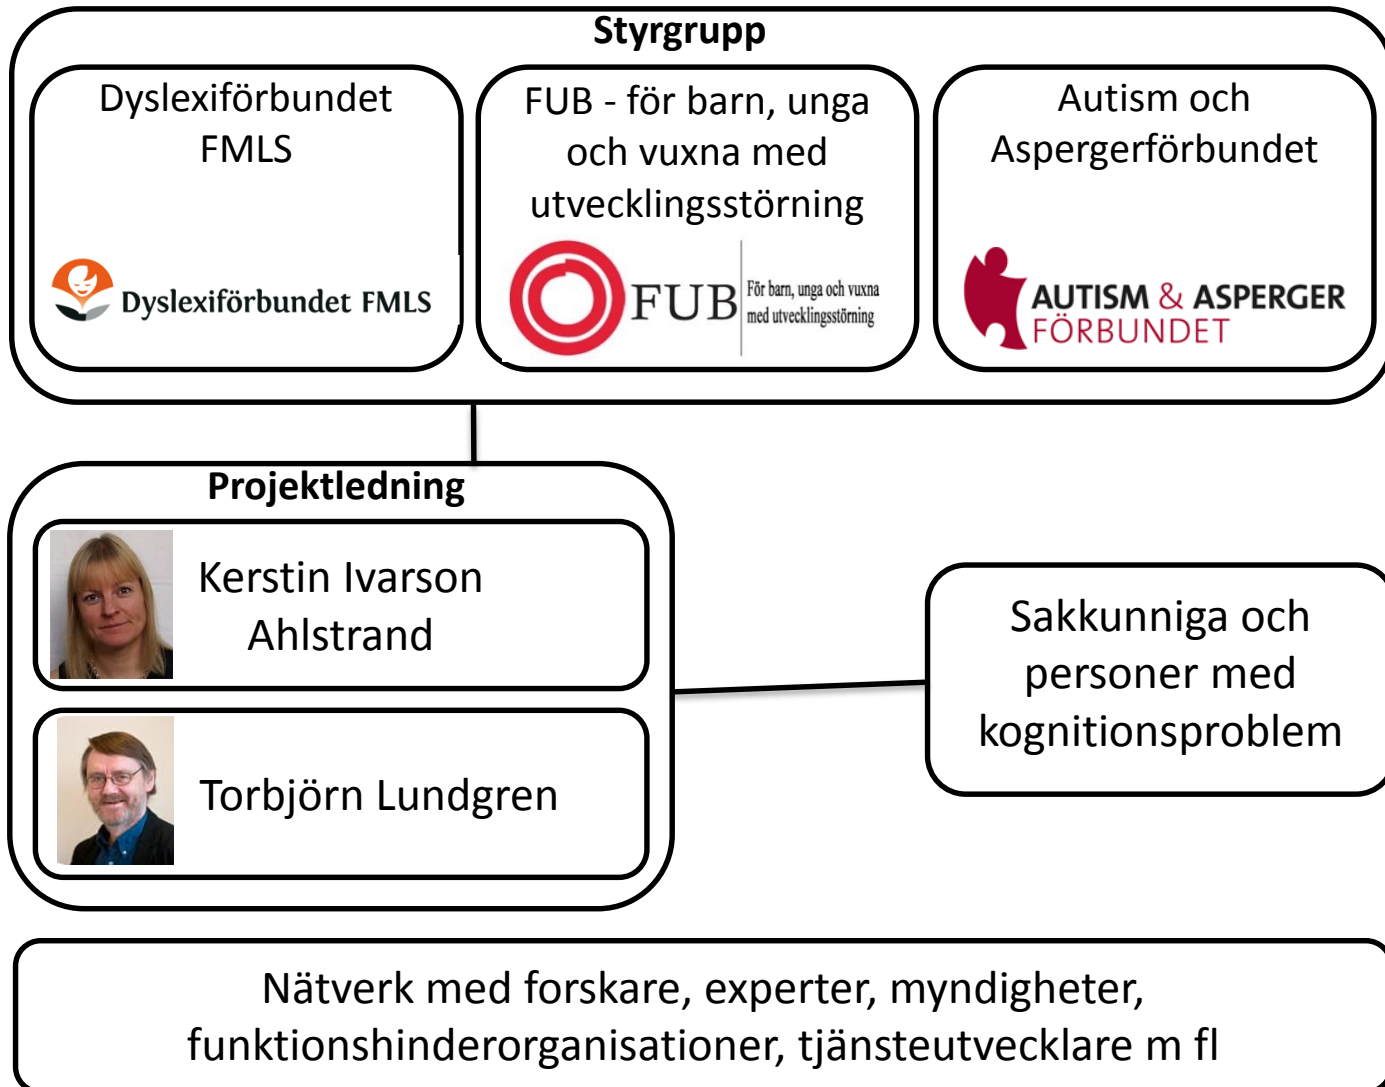 Styrgrupp
Dyslexiförbundet
FMLS
Dyslexiförbundet FMLS
FUB - för barn, unga
och vuxna med
utvecklingsstörning
FUB
För barn, unga och vuxna
med utvecklingsstörning
Autism och
Aspergerförbundet
AUTISM & ASPERGER
FÖRBUNDET
Projektledning
Kerstin Ivarson
Ahlstrand
Torbjörn Lundgren
Sakkunniga och
personer med
kognitionsproblem
Nätverk med forskare, experter, myndigheter,
funktionshinderorganisationer, tjänsteutvecklare m fl